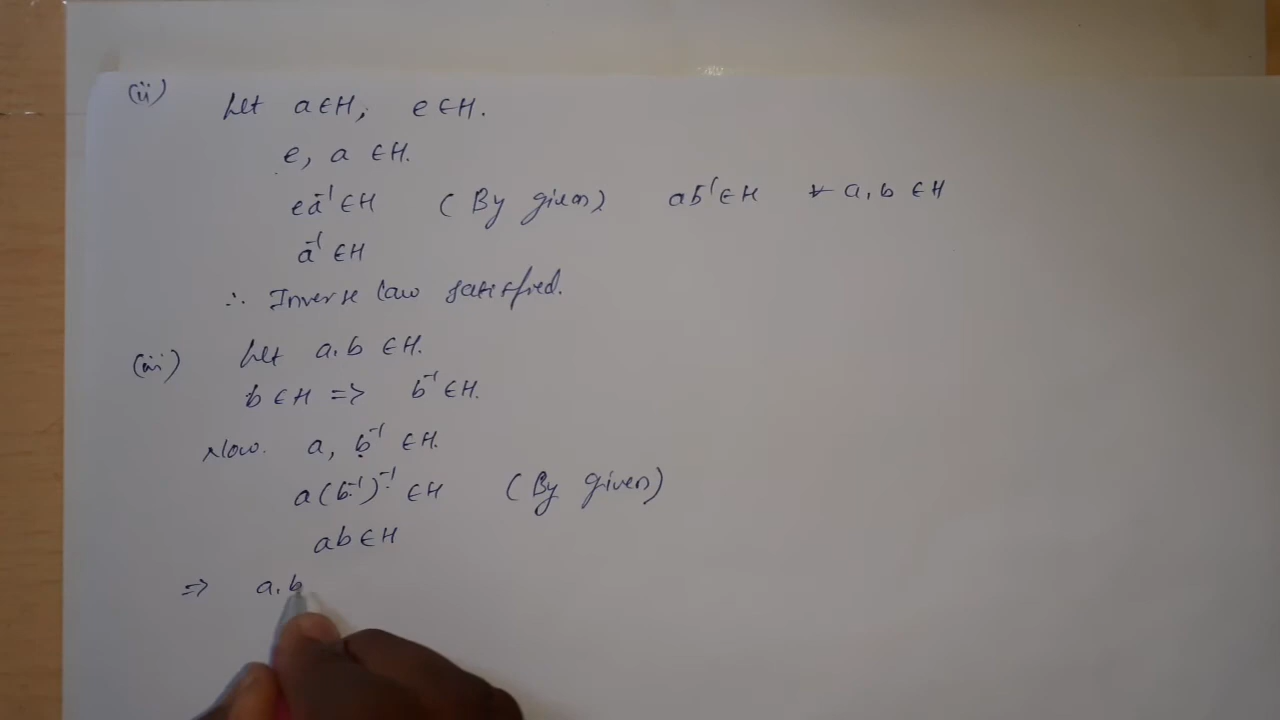 (ii) Let a∈H, e∈H.
e, a ∈H.
ea⁻¹∈H (By given) ab⁻¹∈H ∀ a, b ∈H
a⁻¹ ∈H
∴ Inverse law satisfied.
(iii) Let a, b ∈H.
b ∈H => b⁻¹ ∈H.
Now. a, b⁻¹ ∈H.
a(b⁻¹)⁻¹ ∈H (By given)
ab∈H
=> a, b